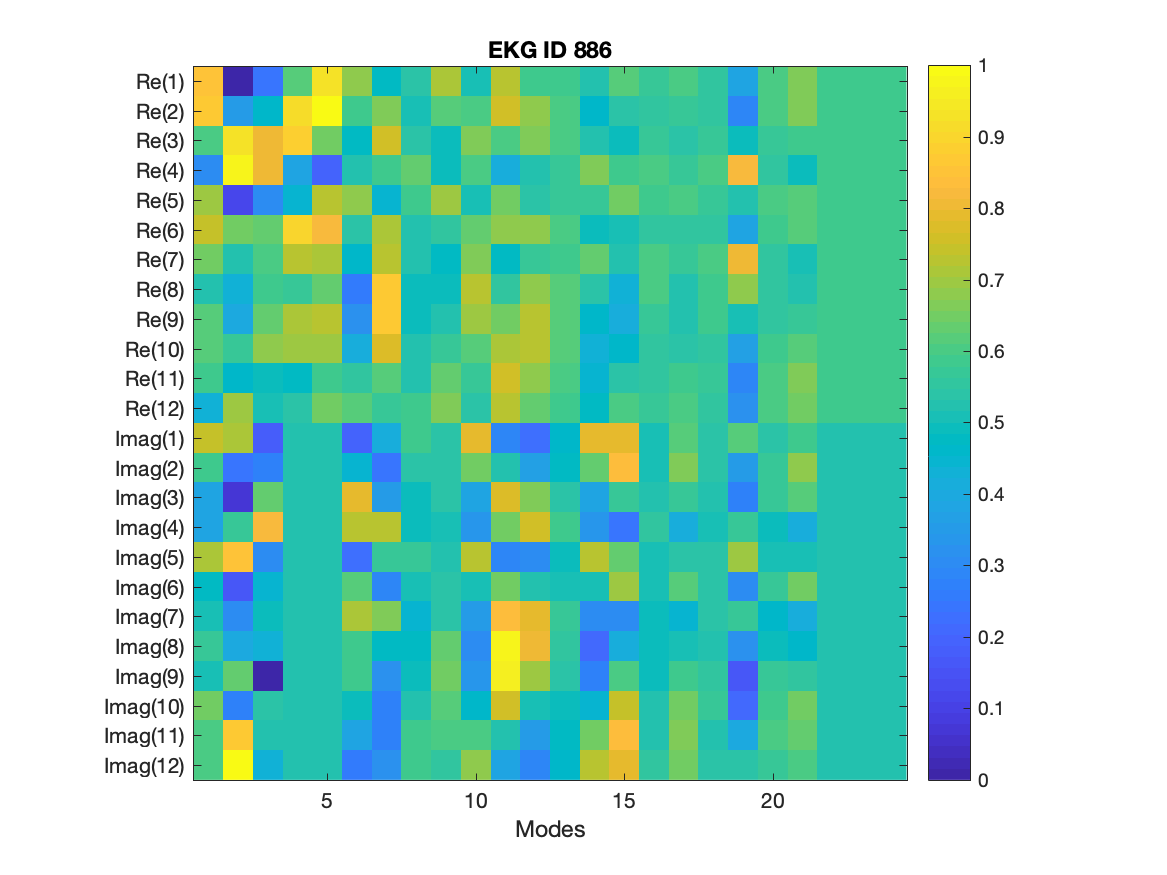 EKG ID 886
Re(1)
Re(2)
Re(3)
Re(4)
Re(5)
Re(6)
Re(7)
Re(8)
Re(9)
Re(10)
Re(11)
Re(12)
Imag(1)
Imag(2)
Imag(3)
Imag(4)
Imag(5)
Imag(6)
Imag(7)
Imag(8)
Imag(9)
Imag(10)
Imag(11)
Imag(12)
5 10 15 20
Modes
1
0.9
0.8
0.7
0.6
0.5
0.4
0.3
0.2
0.1
0